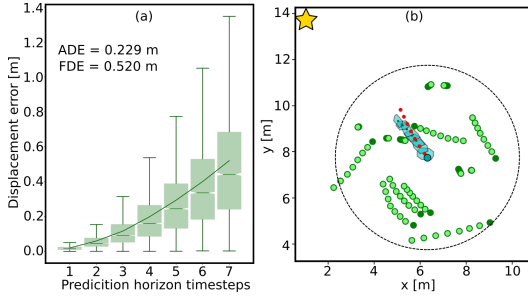 (a)
ADE = 0.229 m
FDE = 0.520 m
Displacement error [m]
1.4
1.2
1.0
0.8
0.6
0.4
0.2
0.0
1 2 3 4 5 6 7
Predicition horizon timesteps
(b)
y [m]
14
12
10
8
6
4
2 4 6 8 10
x [m]